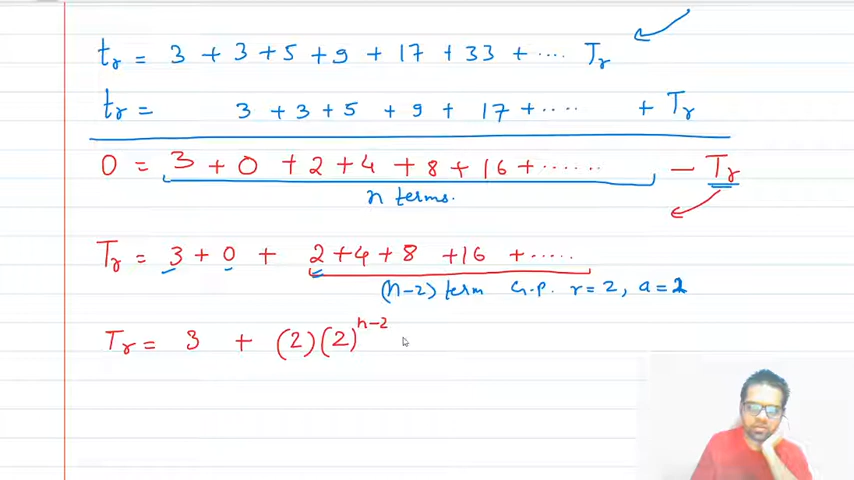 tᵣ = 3 + 3 + 5 + 9 + 17 + 33 + .... Tᵣ
tᵣ = 3 + 3 + 5 + 9 + 17 + .... + Tᵣ
0 = 3 + 0 + 2 + 4 + 8 + 16 + ...... - Tᵣ
n terms.
Tᵣ = 3 + 0 + 2 + 4 + 8 + 16 + .....
(n-2) term G.P. r = 2, a = 2
Tᵣ = 3 + (2)(2)ⁿ⁻²